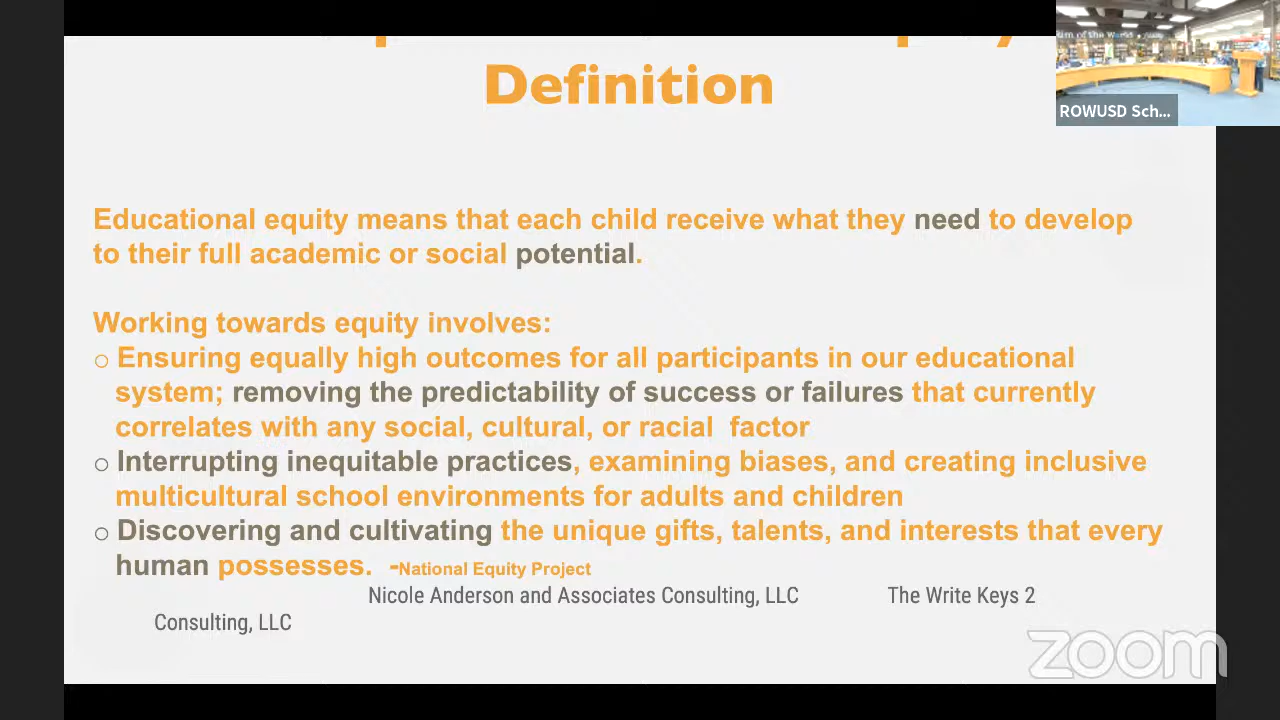 Definition
Rim of the World
ROWUSD Sch...
Educational equity means that each child receive what they need to develop
to their full academic or social potential.
Working towards equity involves:
o Ensuring equally high outcomes for all participants in our educational
system; removing the predictability of success or failures that currently
correlates with any social, cultural, or racial factor
o Interrupting inequitable practices, examining biases, and creating inclusive
multicultural school environments for adults and children
o Discovering and cultivating the unique gifts, talents, and interests that every
human possesses. -National Equity Project
Nicole Anderson and Associates Consulting, LLC The Write Keys 2
Consulting, LLC
zoom